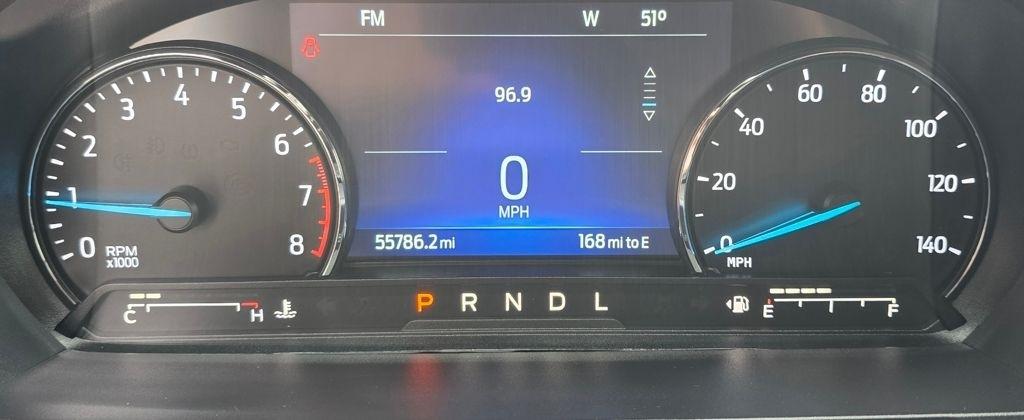 FM W 51°
96.9
0
MPH
55786.2 mi 168 mi to E
0 1 2 3 4 5 6 7 8
RPM
x1000
0 20 40 60 80 100 120 140
MPH
C H
P R N D L
E F